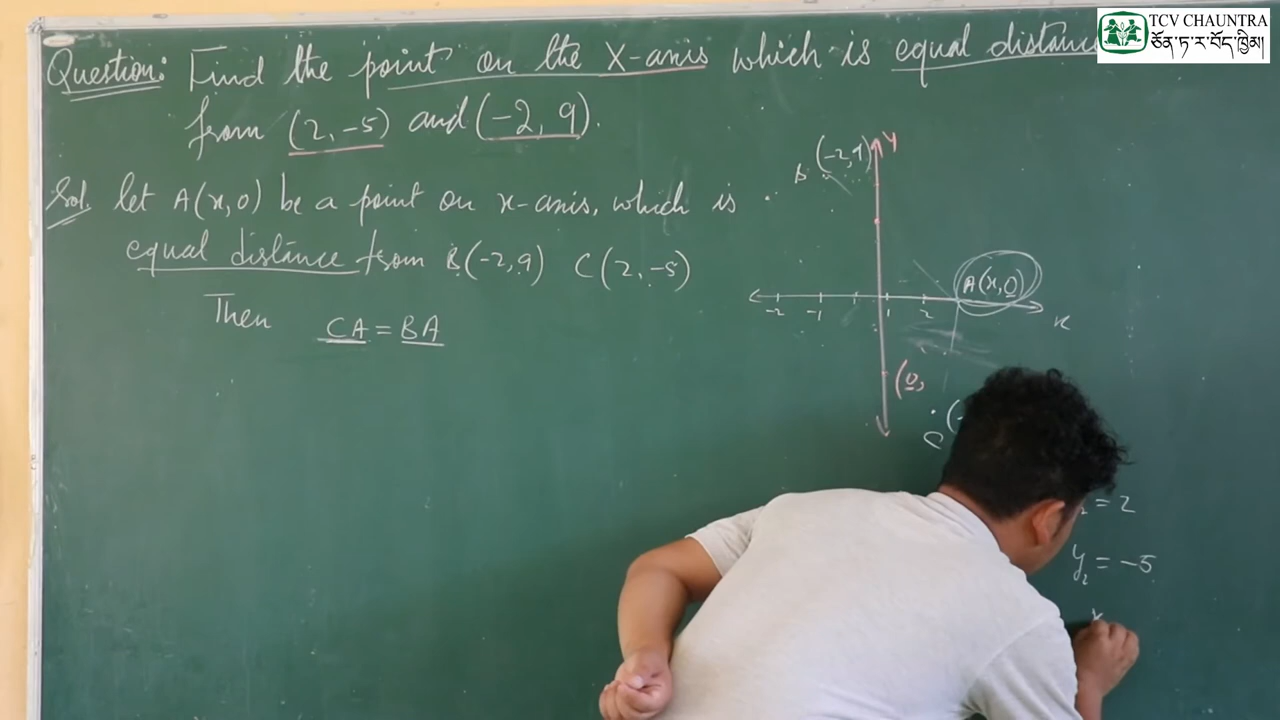 TCV CHAUNTRA
ཅོན་ཏ་ར་བོད་ཁྱིམ།
Question: Find the point on the X-axis which is equal distance
from (2, -5) and (-2, 9).
Sol. let A(x, 0) be a point on x-axis, which is
equal distance from B(-2, 9) C(2, -5)
Then CA = BA
Y
B (-2, 9)
A(x, 0)
-2 -1 1 2
x
(0,
C (
= 2
y₂ = -5